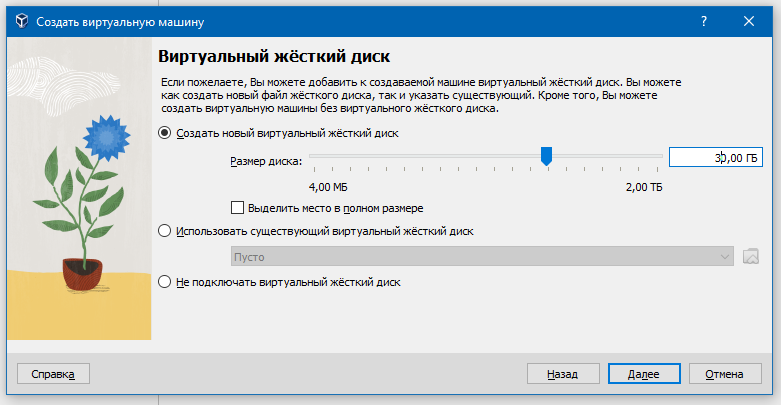 Создать виртуальную машину
Виртуальный жёсткий диск
Если пожелаете, Вы можете добавить к создаваемой машине виртуальный жёсткий диск. Вы можете
как создать новый файл жёсткого диска, так и указать существующий. Кроме того, Вы можете
создать виртуальную машины без виртуального жёсткого диска.
Создать новый виртуальный жёсткий диск
Размер диска:
30,00 ГБ
4,00 МБ
2,00 ТБ
Выделить место в полном размере
Использовать существующий виртуальный жёсткий диск
Пусто
Не подключать виртуальный жёсткий диск
Справка
Назад
Далее
Отмена